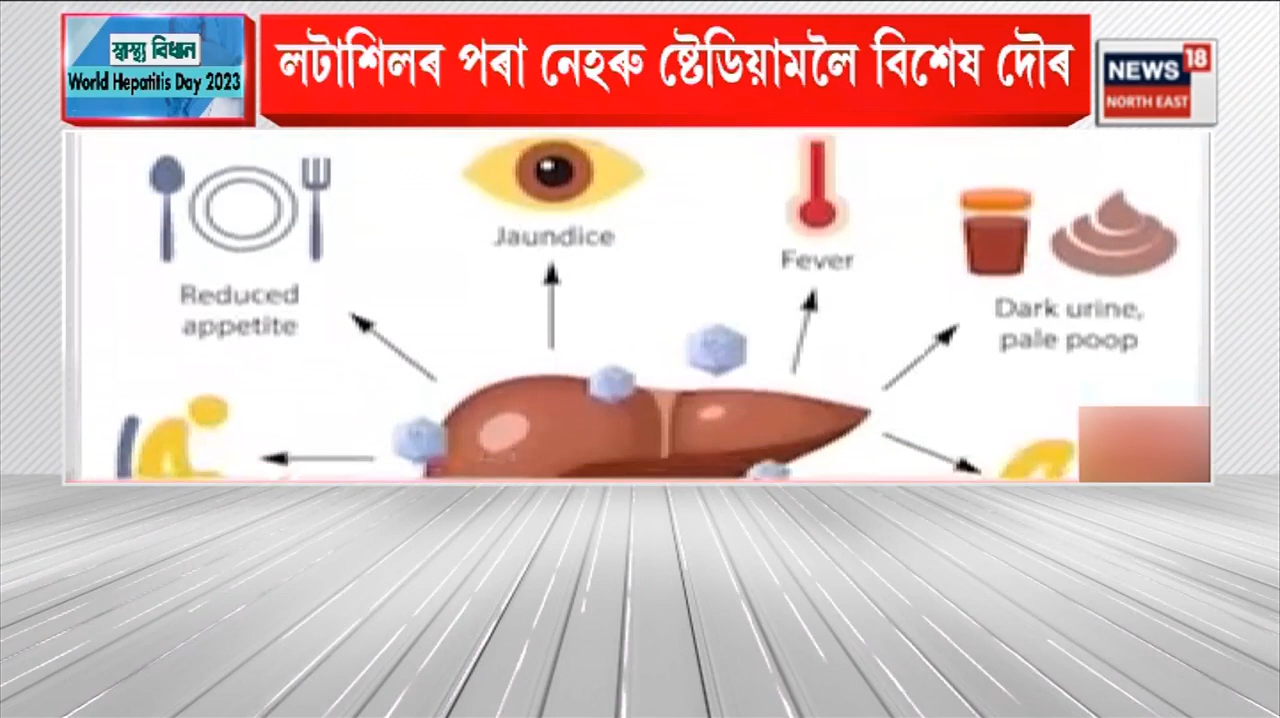 স্বাস্থ্য বিধান
World Hepatitis Day 2023
লটাশিলৰ পৰা নেহৰু ষ্টেডিয়ামলৈ বিশেষ দৌৰ
NEWS 18
NORTH EAST
Jaundice
Fever
Reduced
appetite
Dark urine,
pale poop